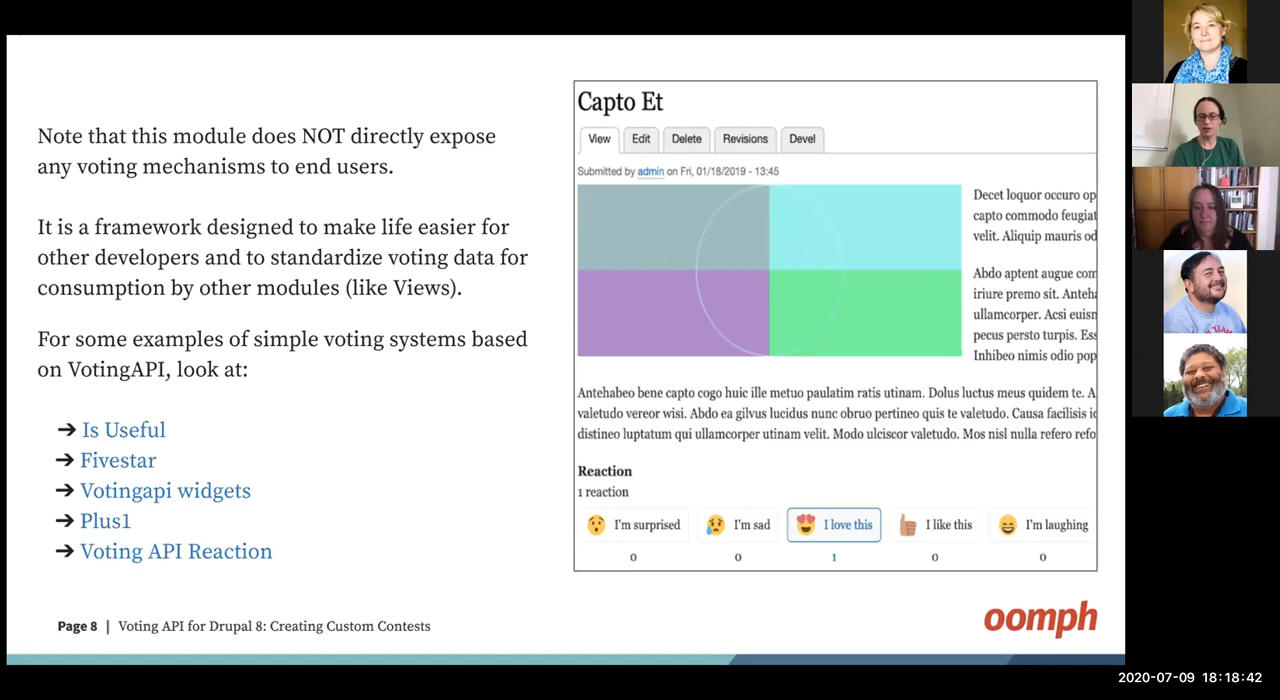 Note that this module does NOT directly expose
any voting mechanisms to end users.
It is a framework designed to make life easier for
other developers and to standardize voting data for
consumption by other modules (like Views).
For some examples of simple voting systems based
on VotingAPI, look at:
➔ Is Useful
➔ Fivestar
➔ Votingapi widgets
➔ Plus1
➔ Voting API Reaction
Capto Et
View Edit Delete Revisions Devel
Submitted by admin on Fri, 01/18/2019 - 13:45
Decet loquor occuro op
capto commodo feugiat
velit. Aliquip mauris od
Abdo aptent augue com
iriure premo sit. Anteha
ullamcorper. Acsi euisn
pecus persto turpis. Ess
Inhibeo nimis odio pop
Antehabeo bene capto cogo huic ille metuo paulatim ratis utinam. Dolus luctus meus quidem te. A
valetudo vereor wisi. Abdo ea gilvus lucidus nunc obruo pertineo quis te valetudo. Causa facilisis
distineo luptatum qui ullamcorper utinam velit. Modo ulciscor valetudo. Mos nisl nulla refero refo
Reaction
1 reaction
I'm surprised I'm sad I love this I like this I'm laughing
0 0 1 0 0
Page 8 | Voting API for Drupal 8: Creating Custom Contests
oomph
2020-07-09 18:18:42